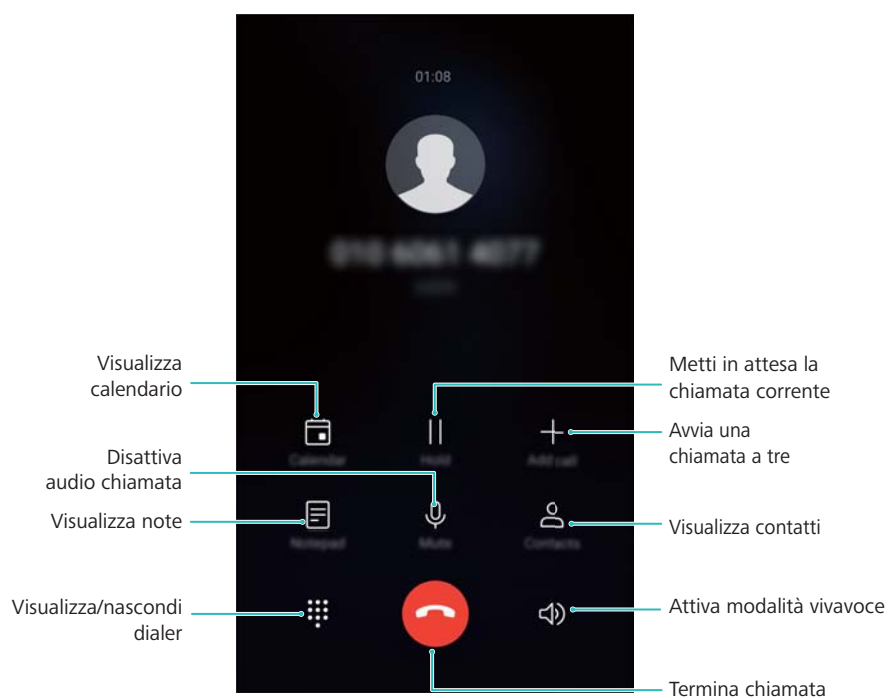 01:08
Visualizza
calendario
Metti in attesa la
chiamata corrente
Calendar
Hold
Add call
Avvia una
chiamata a tre
Disattiva
audio chiamata
Visualizza note
Notepad
Mute
Contacts
Visualizza contatti
Visualizza/nascondi
dialer
Attiva modalità vivavoce
Termina chiamata